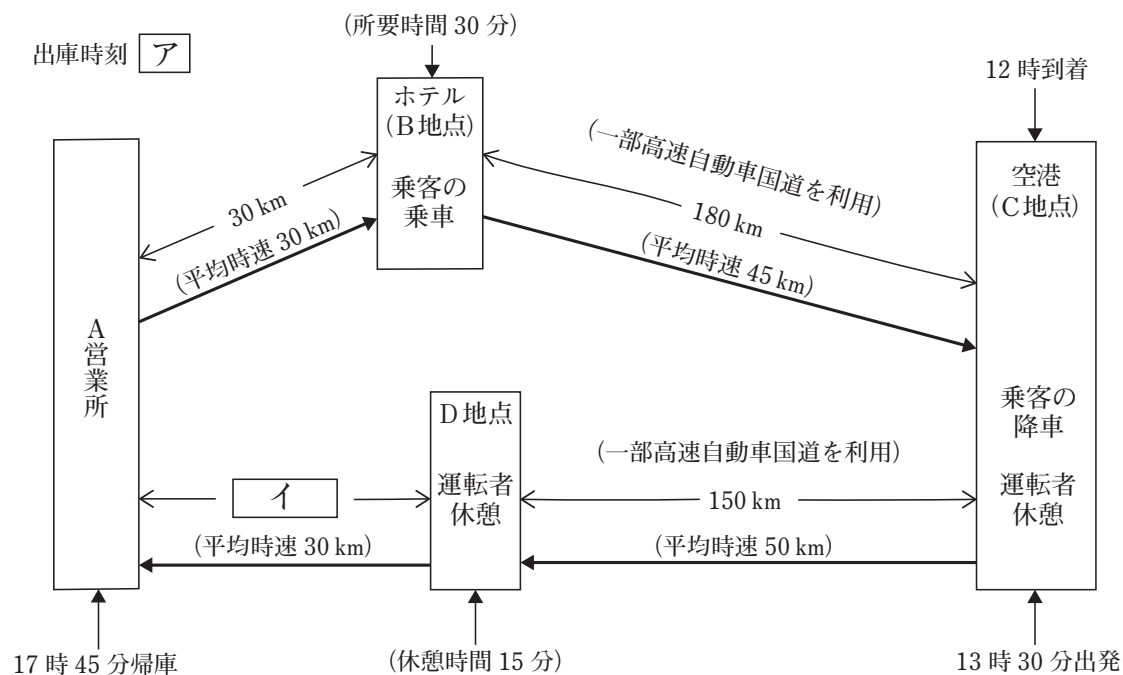 (所要時間 30 分)
出庫時刻 ア
12 時到着
ホテル
(B地点)
乗客の
乗車
(一部高速自動車国道を利用)
180 km
(平均時速 45 km)
30 km
(平均時速 30 km)
空港
(C地点)
A営業所
乗客の
降車
運転者
休憩
D地点
運転者
休憩
(一部高速自動車国道を利用)
150 km
(平均時速 50 km)
イ
(平均時速 30 km)
17 時 45 分帰庫
(休憩時間 15 分)
13 時 30 分出発